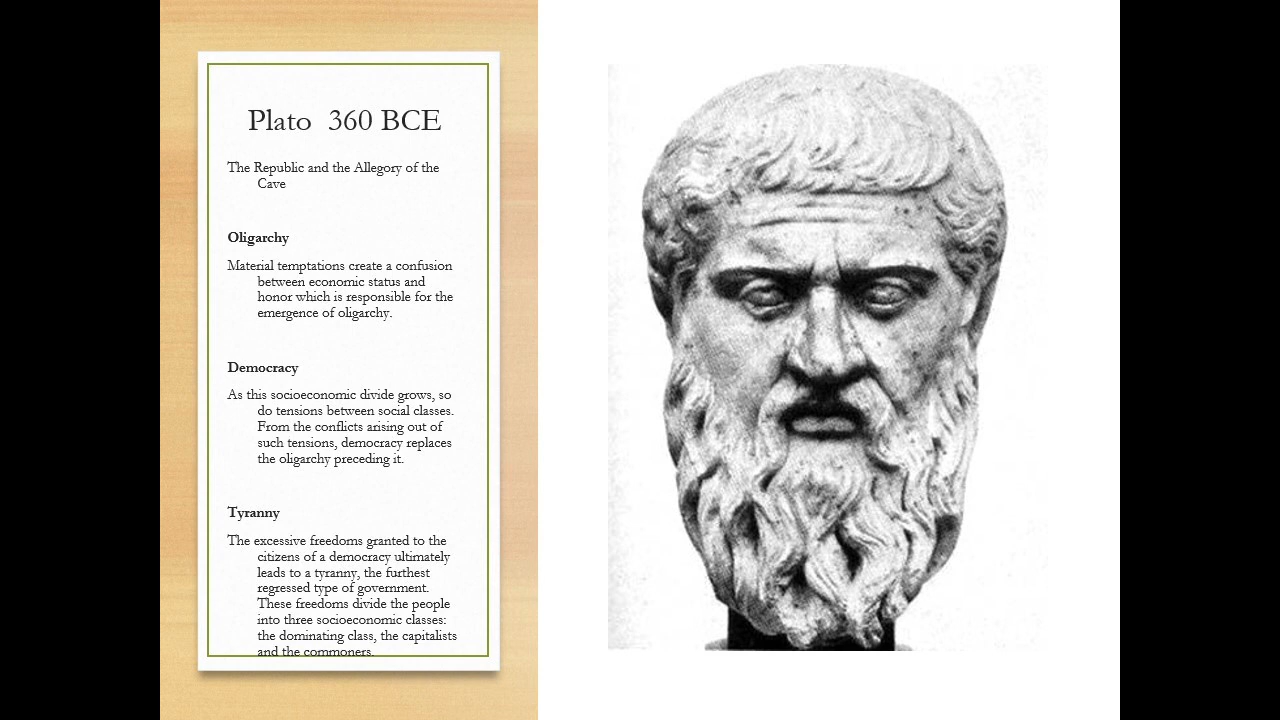 Plato  360 BCE
The Republic and the Allegory of the
Cave
Oligarchy
Material temptations create a confusion
between economic status and
honor which is responsible for the
emergence of oligarchy.
Democracy
As this socioeconomic divide grows, so
do tensions between social classes.
From the conflicts arising out of
such tensions, democracy replaces
the oligarchy preceding it.
Tyranny
The excessive freedoms granted to the
citizens of a democracy ultimately
leads to a tyranny, the furthest
regressed type of government.
These freedoms divide the people
into three socioeconomic classes:
the dominating class, the capitalists
and the commoners.